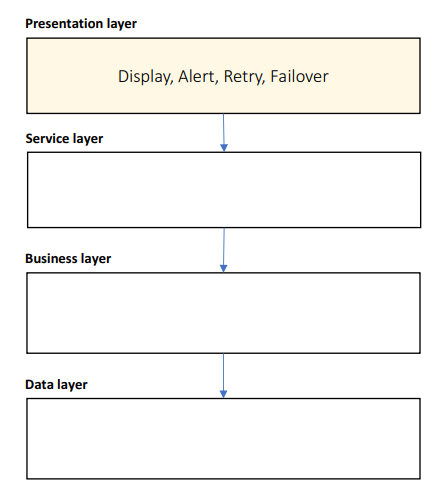 Presentation layer
Display, Alert, Retry, Failover
Service layer
Business layer
Data layer